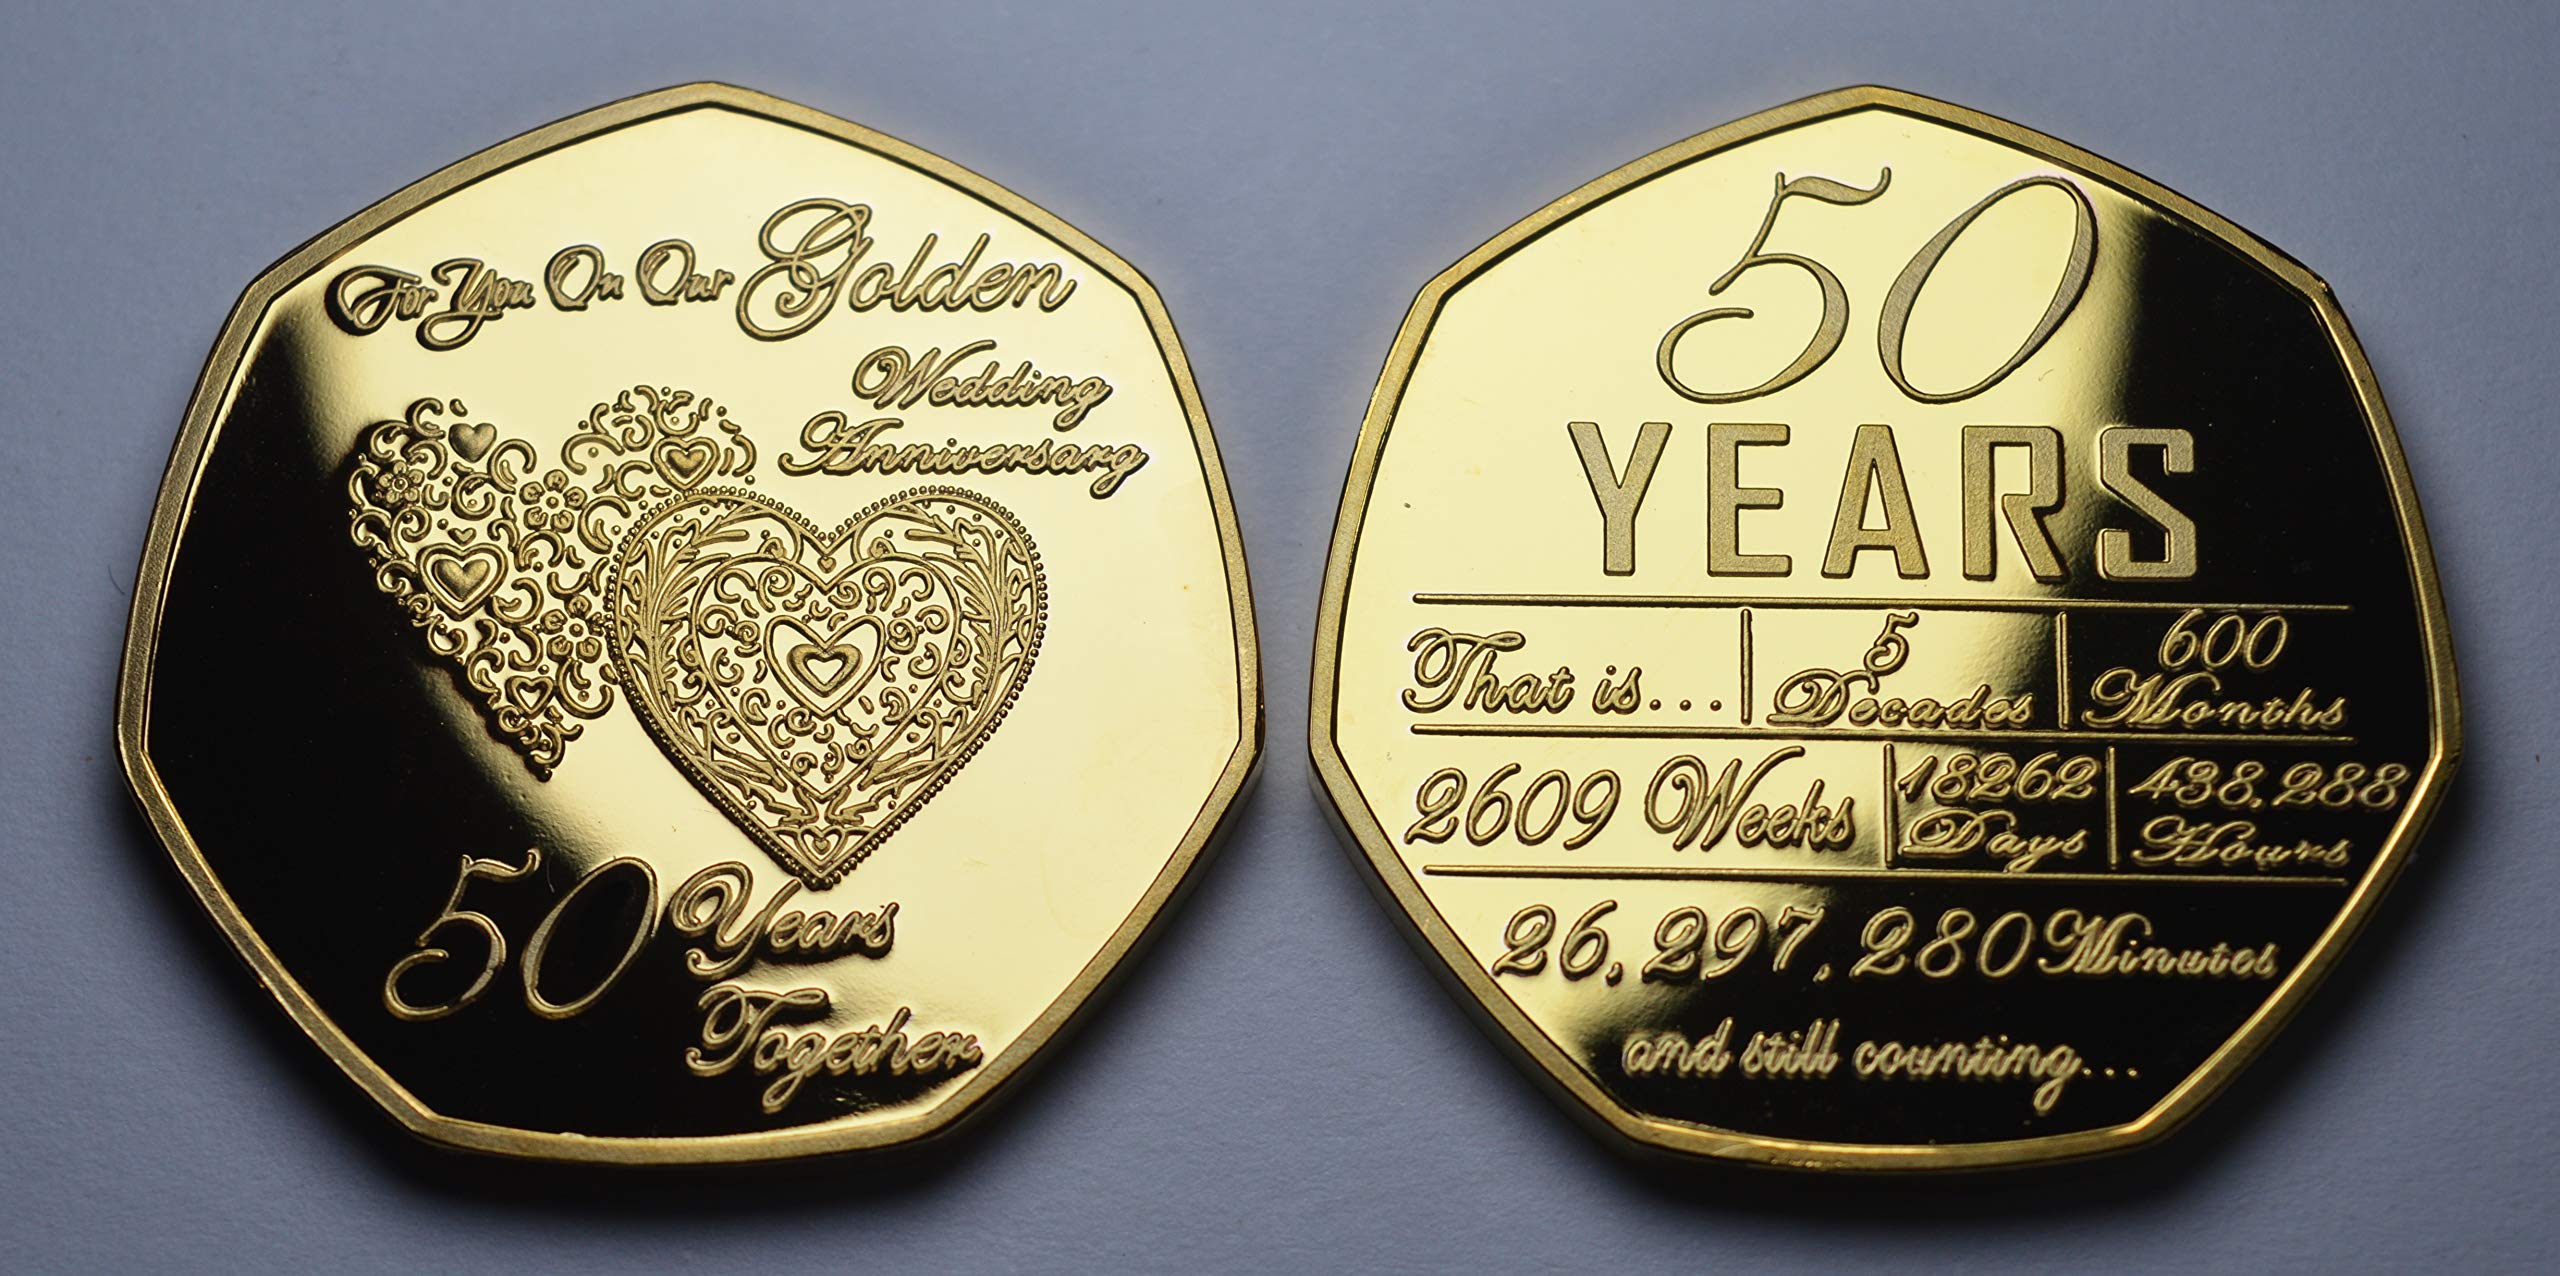 For You On Our Golden
Wedding
Anniversary
50 Years
Together
50
YEARS
That is... 5 Decades 600 Months
2609 Weeks 18262 Days 438,288 Hours
26,297,280 Minutes
and still counting...